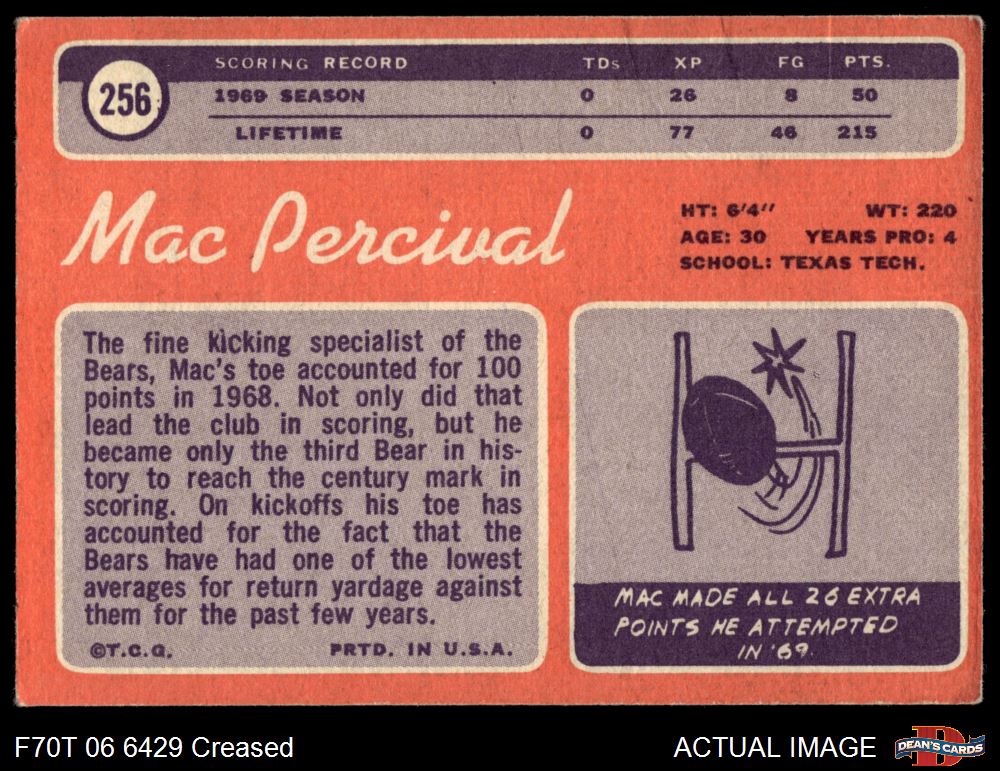 256
SCORING RECORD TDs XP FG PTS.
1969 SEASON 0 26 8 50
LIFETIME 0 77 46 215
Mac Percival
HT: 6'4" WT: 220
AGE: 30 YEARS PRO: 4
SCHOOL: TEXAS TECH.
The fine kicking specialist of the
Bears, Mac's toe accounted for 100
points in 1968. Not only did that
lead the club in scoring, but he
became only the third Bear in his-
tory to reach the century mark in
scoring. On kickoffs his toe has
accounted for the fact that the
Bears have had one of the lowest
averages for return yardage against
them for the past few years.
©T.C.G. PRTD. IN U.S.A.
MAC MADE ALL 26 EXTRA
POINTS HE ATTEMPTED
IN '69.
F70T 06 6429 Creased
ACTUAL IMAGE
DEAN'S CARDS